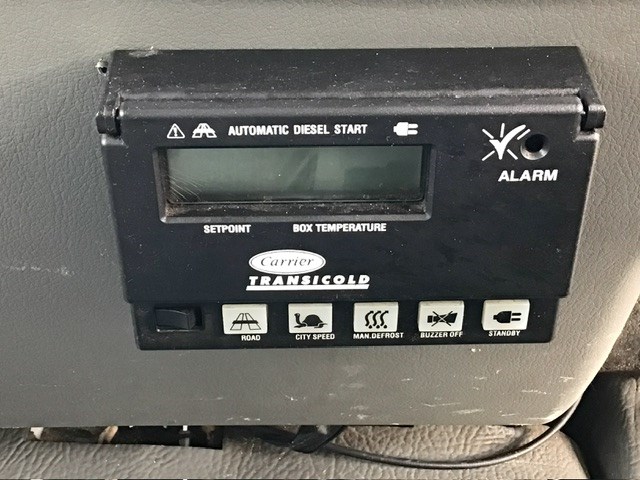 AUTOMATIC DIESEL START
ALARM
SETPOINT BOX TEMPERATURE
Carrier
TRANSICOLD
ROAD CITY SPEED MAN.DEFROST BUZZER OFF STANDBY